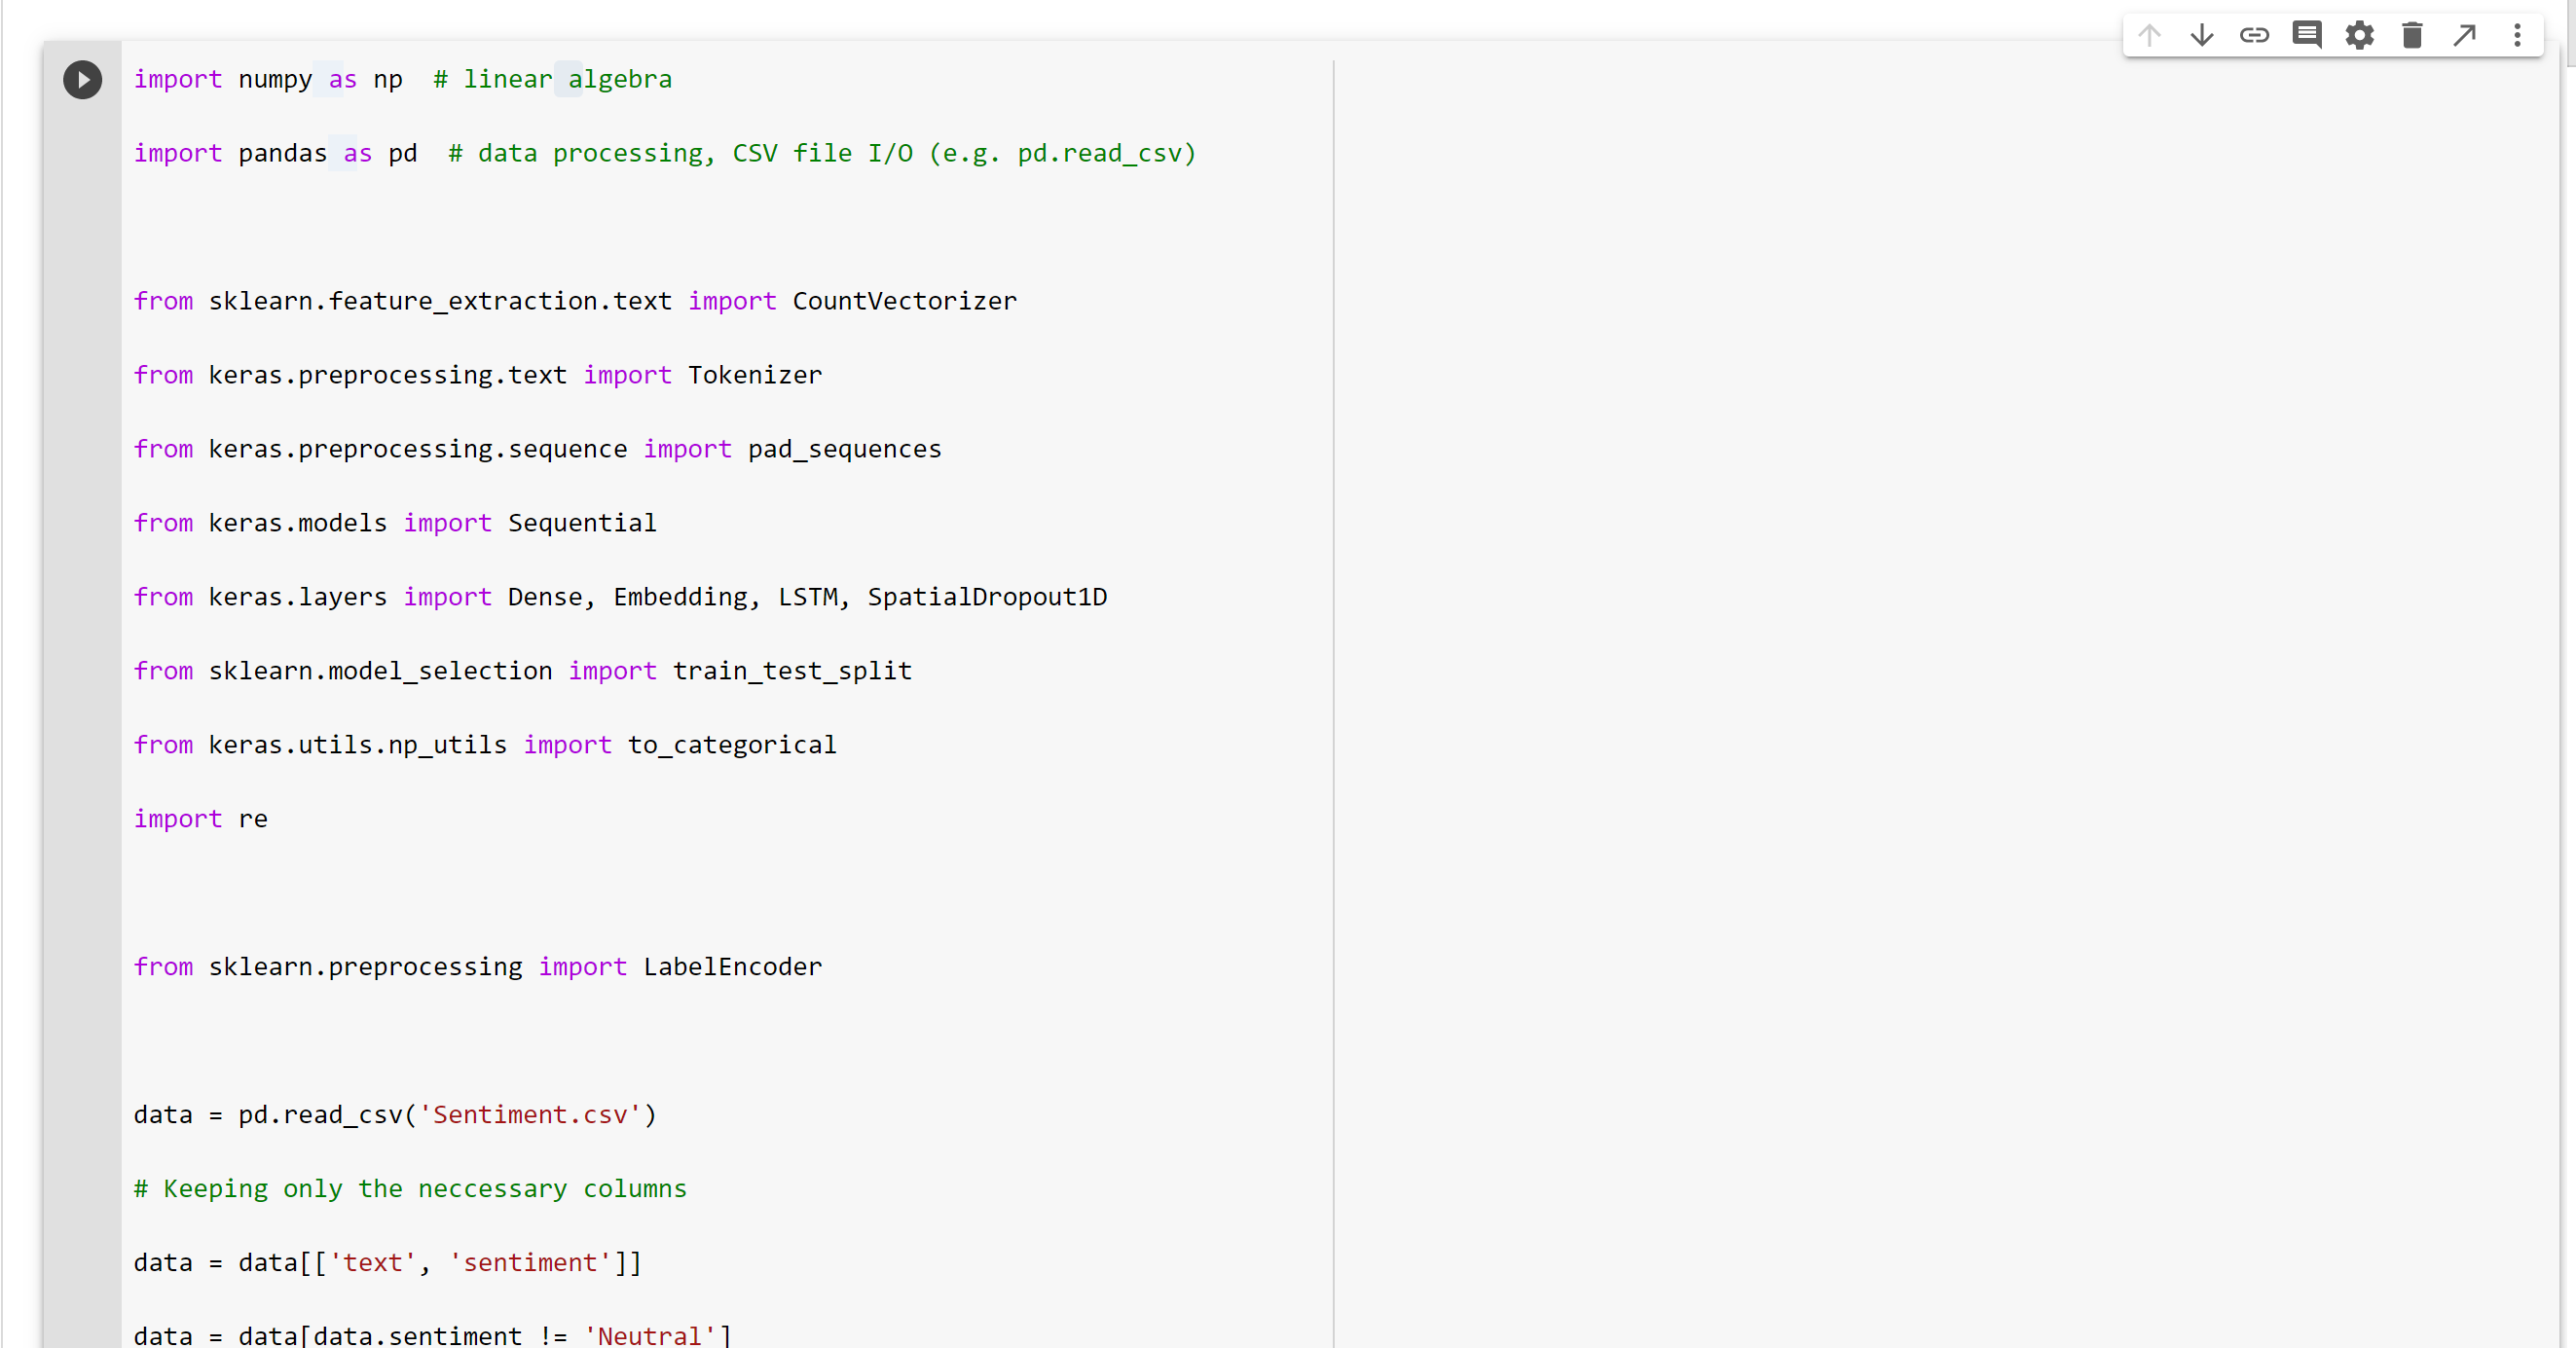 import numpy as np  # linear algebra
import pandas as pd  # data processing, CSV file I/O (e.g. pd.read_csv)
from sklearn.feature_extraction.text import CountVectorizer
from keras.preprocessing.text import Tokenizer
from keras.preprocessing.sequence import pad_sequences
from keras.models import Sequential
from keras.layers import Dense, Embedding, LSTM, SpatialDropout1D
from sklearn.model_selection import train_test_split
from keras.utils.np_utils import to_categorical
import re
from sklearn.preprocessing import LabelEncoder
data = pd.read_csv('Sentiment.csv')
# Keeping only the neccessary columns
data = data[['text', 'sentiment']]
data = data[data.sentiment != 'Neutral']